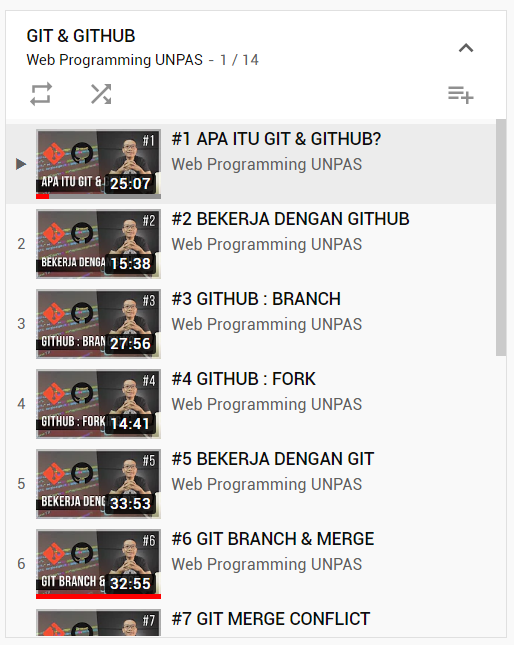 GIT & GITHUB
Web Programming UNPAS - 1 / 14
#1
APA ITU GIT &
25:07
#1 APA ITU GIT & GITHUB?
Web Programming UNPAS
2
#2
BEKERJA DENGA
15:38
#2 BEKERJA DENGAN GITHUB
Web Programming UNPAS
3
#3
GITHUB : BRAN
27:56
#3 GITHUB : BRANCH
Web Programming UNPAS
4
#4
GITHUB : FORK
14:41
#4 GITHUB : FORK
Web Programming UNPAS
5
#5
BEKERJA DENG
33:53
#5 BEKERJA DENGAN GIT
Web Programming UNPAS
6
#6
GIT BRANCH &
32:55
#6 GIT BRANCH & MERGE
Web Programming UNPAS
#7
#7 GIT MERGE CONFLICT